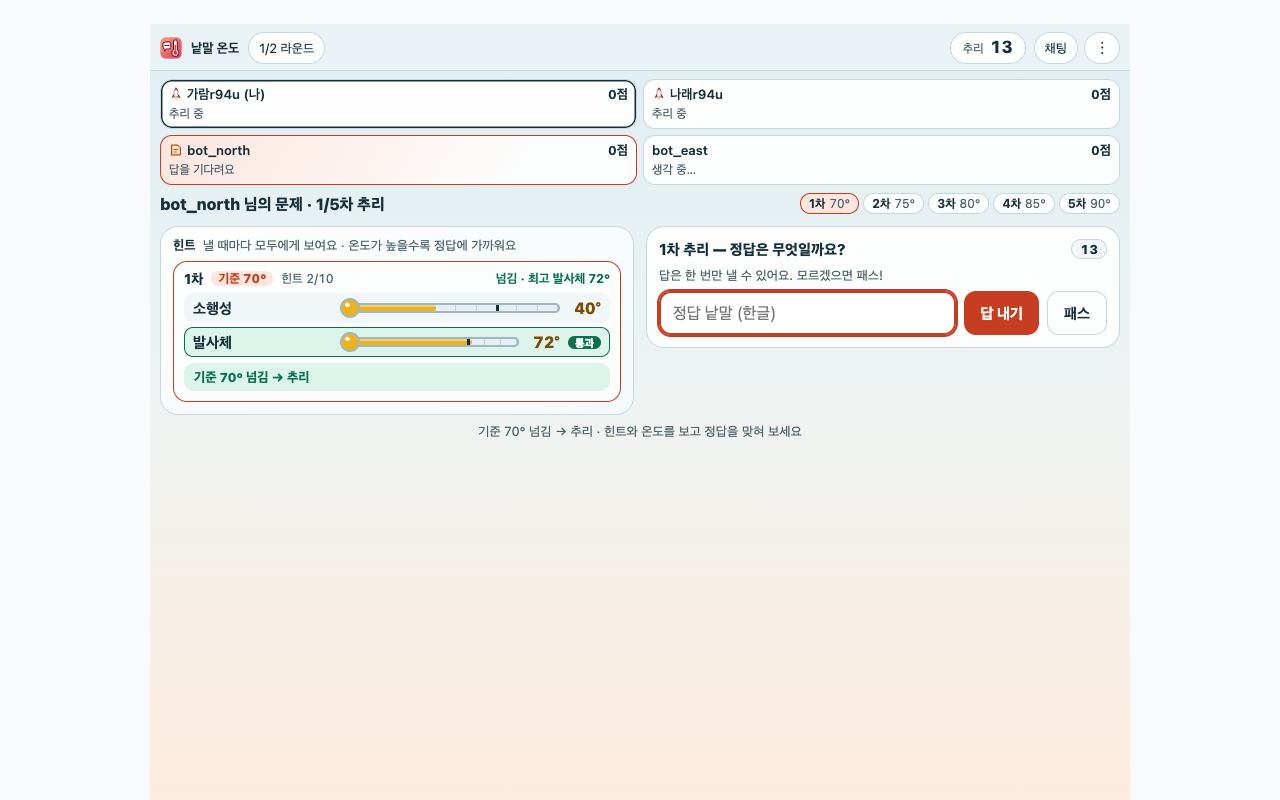 낱말 온도 1/2 라운드 추리 13 채팅 ⋮
가람r94u (나) 0점
추리 중
나래r94u 0점
추리 중
bot_north 0점
답을 기다려요
bot_east 0점
생각 중…
bot_north 님의 문제 · 1/5차 추리
1차 70° 2차 75° 3차 80° 4차 85° 5차 90°
힌트 낼 때마다 모두에게 보여요 · 온도가 높을수록 정답에 가까워요
1차 기준 70° 힌트 2/10 넘김 · 최고 발사체 72°
소행성 40°
발사체 72° 통과
기준 70° 넘김 → 추리
1차 추리 — 정답은 무엇일까요? 13
답은 한 번만 낼 수 있어요. 모르겠으면 패스!
정답 낱말 (한글) 답 내기 패스
기준 70° 넘김 → 추리 · 힌트와 온도를 보고 정답을 맞혀 보세요